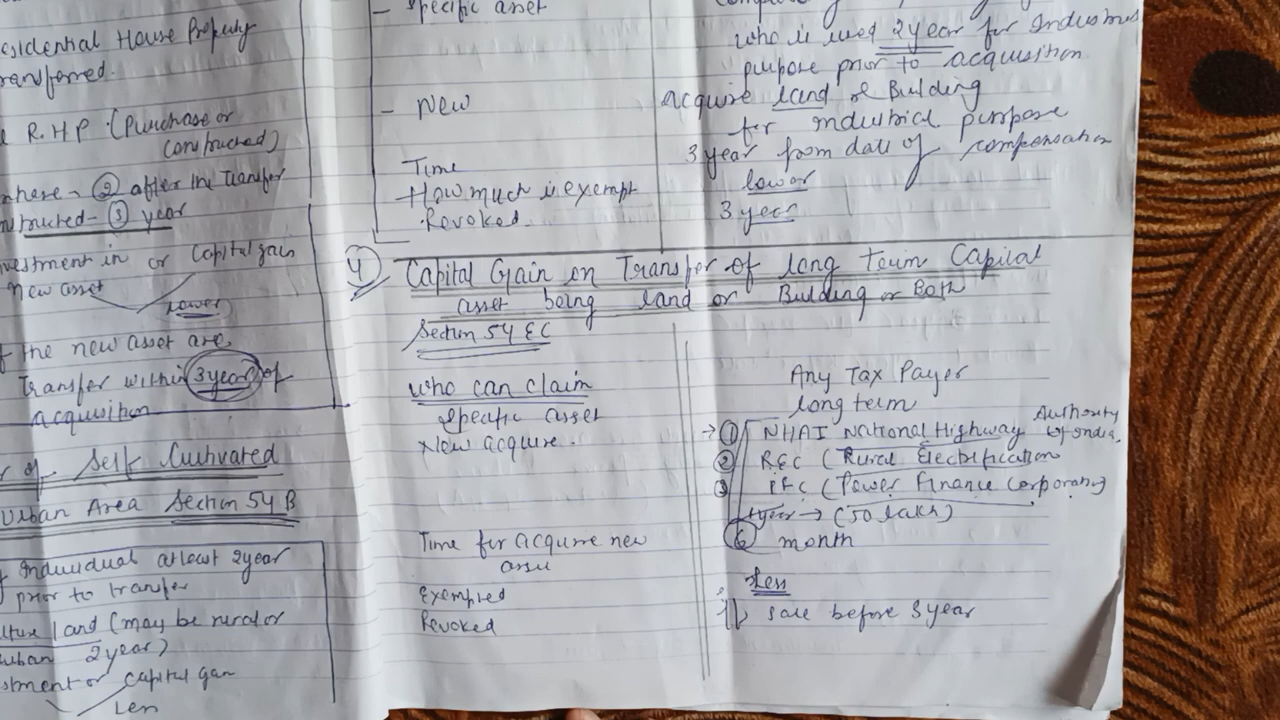 esidential House Property
ransferred.
R.H.P. (Purchase or
constructed)
② after the Transfer
tructed- ③ year
vestment in or Capital gain
new asset
Lower
f the new asset are
Transfer within 3 year of
acquisition
r of Self Cultivated
Urban Area Section 54 B
Individual atleast 2 year
prior to transfer
lture land (may be rural or
urban 2 year)
stment or capital gain
Less
- Specific asset
- New
Time
How much is exempt
Revoked.
who is used 2 year for Industrial
purpose prior to acquisition
acquire land or Building
for industrial purpose
3 year from date of compensation
lower
3 year
4 Capital Gain on Transfer of long Term Capital
asset being land or Building or Both
Section 54 EC
Who can claim Any Tax Payer
Specific asset long term
New acquire.
→ ① NHAI National Highway Authority of India.
② REC (Rural Electrification
③ PFC (Power Finance Corporation)
1 year → (50 lakh)
Time for acquire new ⑥ month
asset
Exempted Less
Revoked sale before 3 year